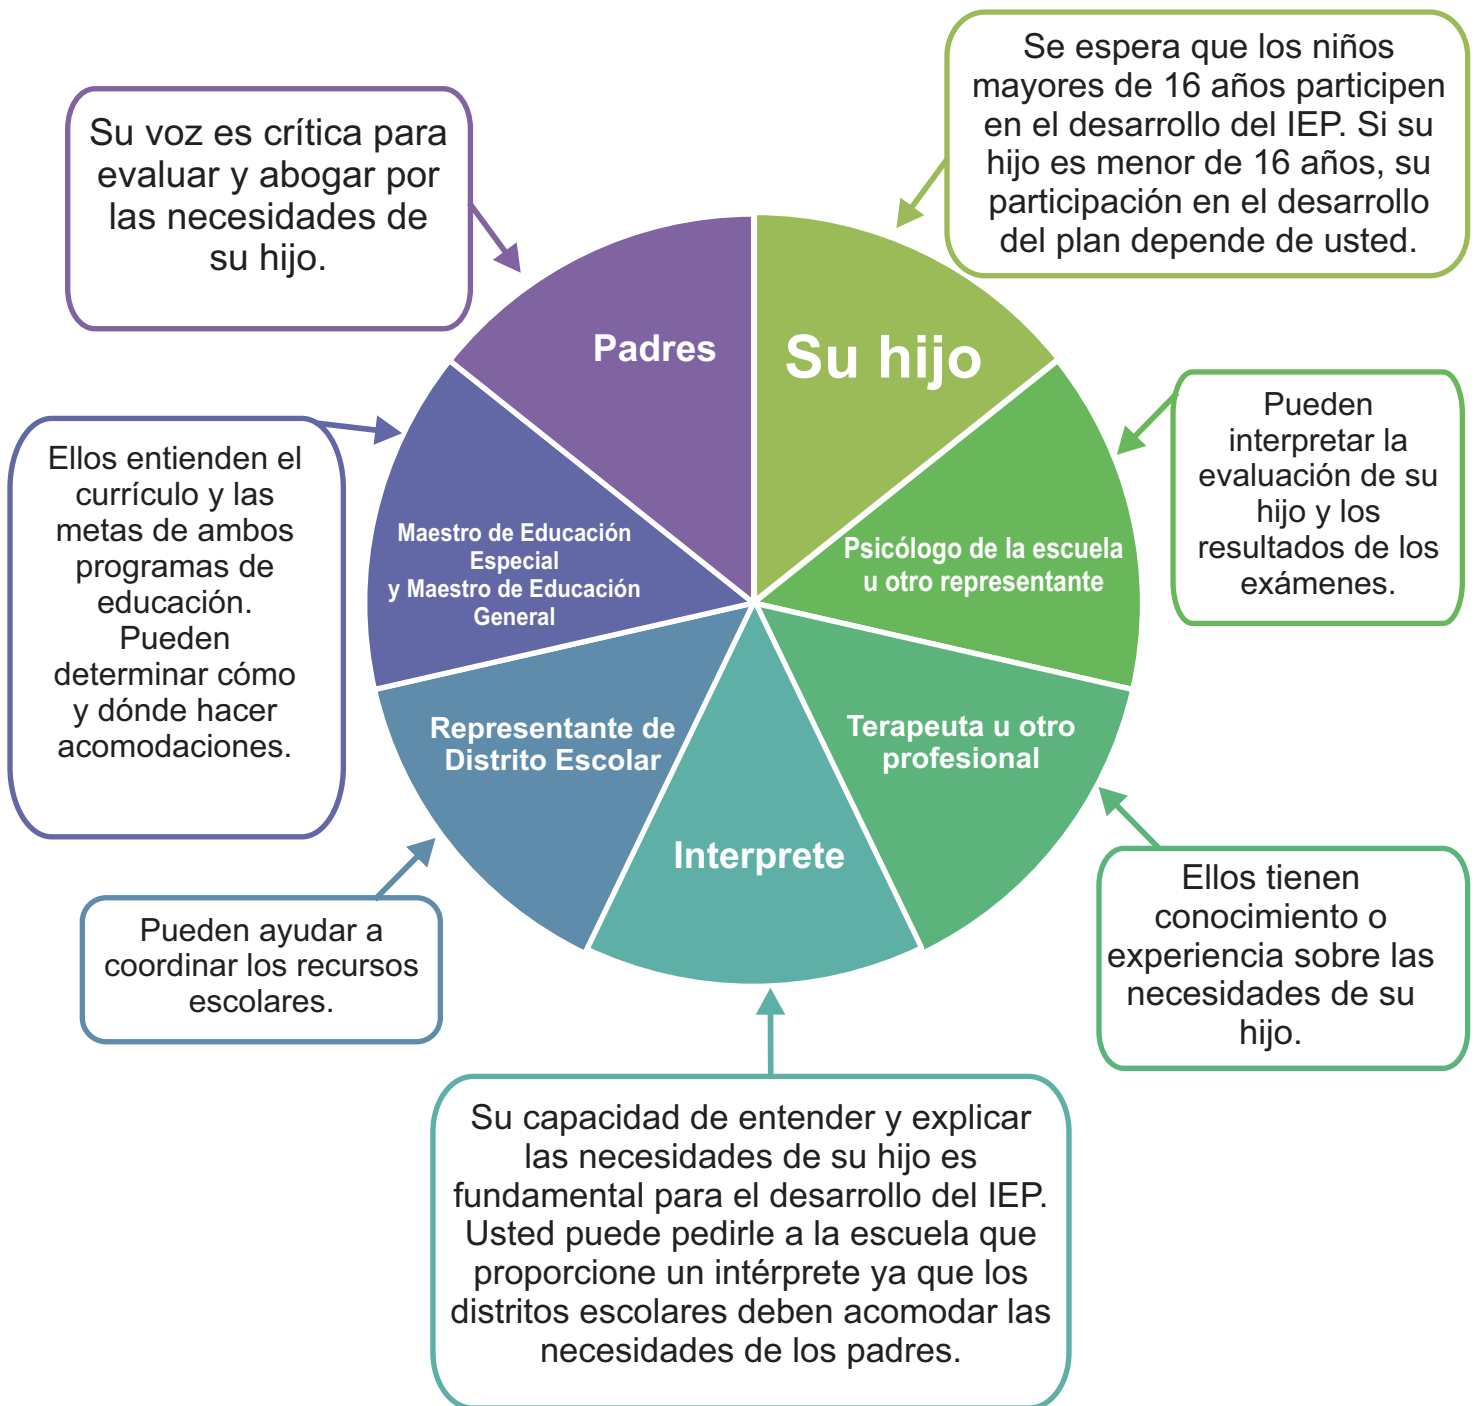 Se espera que los niños
mayores de 16 años participen
en el desarrollo del IEP. Si su
hijo es menor de 16 años, su
participación en el desarrollo
del plan depende de usted.
Su voz es crítica para
evaluar y abogar por
las necesidades de
su hijo.
Padres
Su hijo
Pueden
interpretar la
evaluación de su
hijo y los
resultados de los
exámenes.
Ellos entienden el
currículo y las
metas de ambos
programas de
educación.
Pueden
determinar cómo
y dónde hacer
acomodaciones.
Maestro de Educación
Especial
y Maestro de Educación
General
Psicólogo de la escuela
u otro representante
Representante de
Distrito Escolar
Terapeuta u otro
profesional
Interprete
Pueden ayudar a
coordinar los recursos
escolares.
Ellos tienen
conocimiento o
experiencia sobre las
necesidades de su
hijo.
Su capacidad de entender y explicar
las necesidades de su hijo es
fundamental para el desarrollo del IEP.
Usted puede pedirle a la escuela que
proporcione un intérprete ya que los
distritos escolares deben acomodar las
necesidades de los padres.